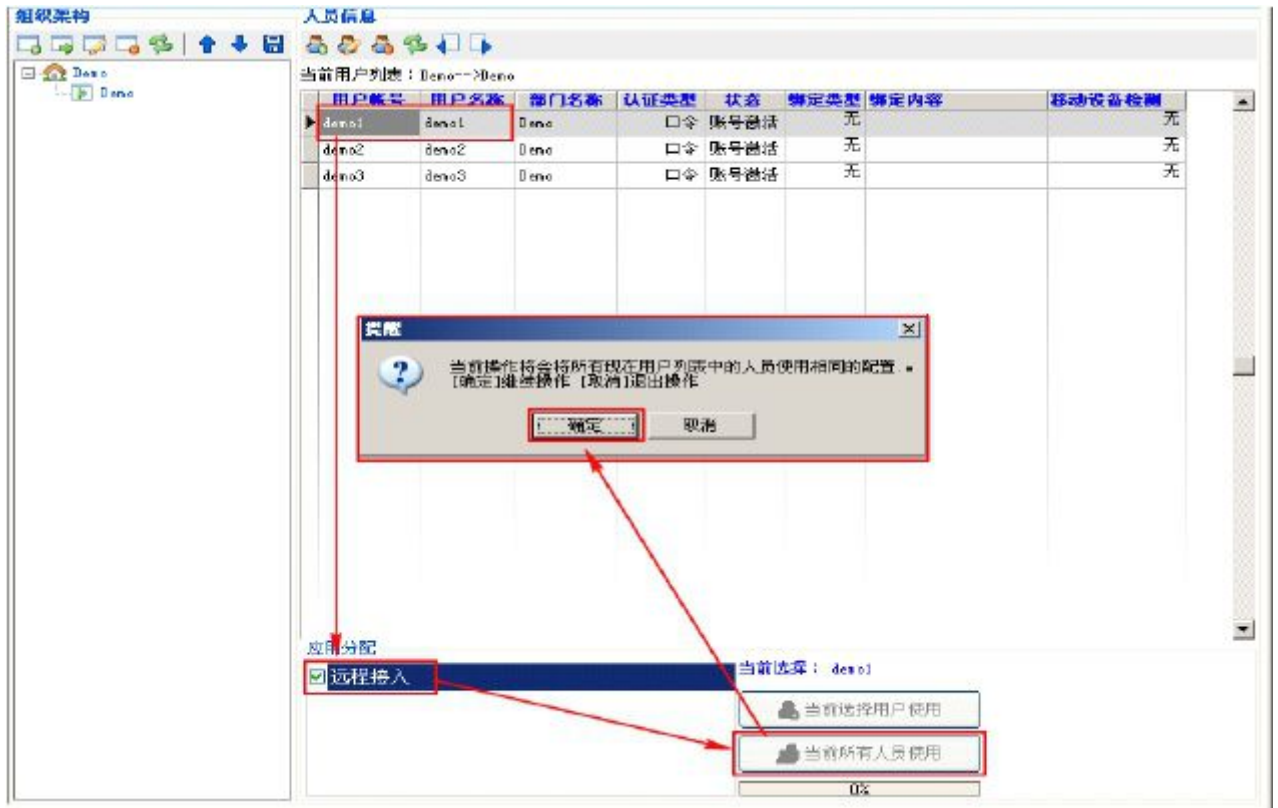 组织架构
人员信息
Demo
Demo
当前用户列表：Demo-->Demo
用户帐号 用户名称 部门名称 认证类型 状态 绑定类型 绑定内容 移动设备检测
demo1 demo1 Demo 口令 账号激活 无 无
demo2 demo2 Demo 口令 账号激活 无 无
demo3 demo3 Demo 口令 账号激活 无 无
提醒
当前操作将会将所有现在用户列表中的人员使用相同的配置.
[确定]继续操作 [取消]退出操作
确定 取消
应用分配
远程接入
当前选择： demo1
当前选择用户使用
当前所有人员使用
0%